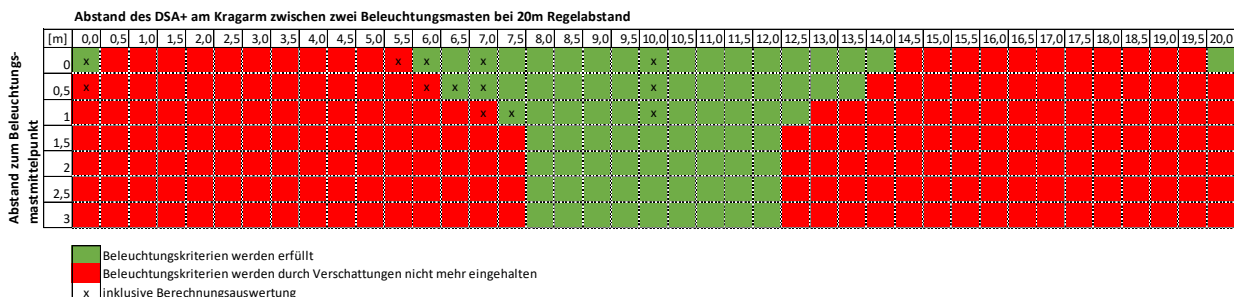 Abstand des DSA+ am Kragarm zwischen zwei Beleuchtungsmasten bei 20m Regelabstand
[m] 0,0 0,5 1,0 1,5 2,0 2,5 3,0 3,5 4,0 4,5 5,0 5,5 6,0 6,5 7,0 7,5 8,0 8,5 9,0 9,5 10,0 10,5 11,0 11,5 12,0 12,5 13,0 13,5 14,0 14,5 15,0 15,5 16,0 16,5 17,0 17,5 18,0 18,5 19,0 19,5 20,0
Abstand zum Beleuchtungs-
mastmittelpunkt
0 x x x x x
0,5 x x x x x
1 x x x
1,5
2
2,5
3
Beleuchtungskriterien werden erfüllt
Beleuchtungskriterien werden durch Verschattungen nicht mehr eingehalten
x inklusive Berechnungsauswertung